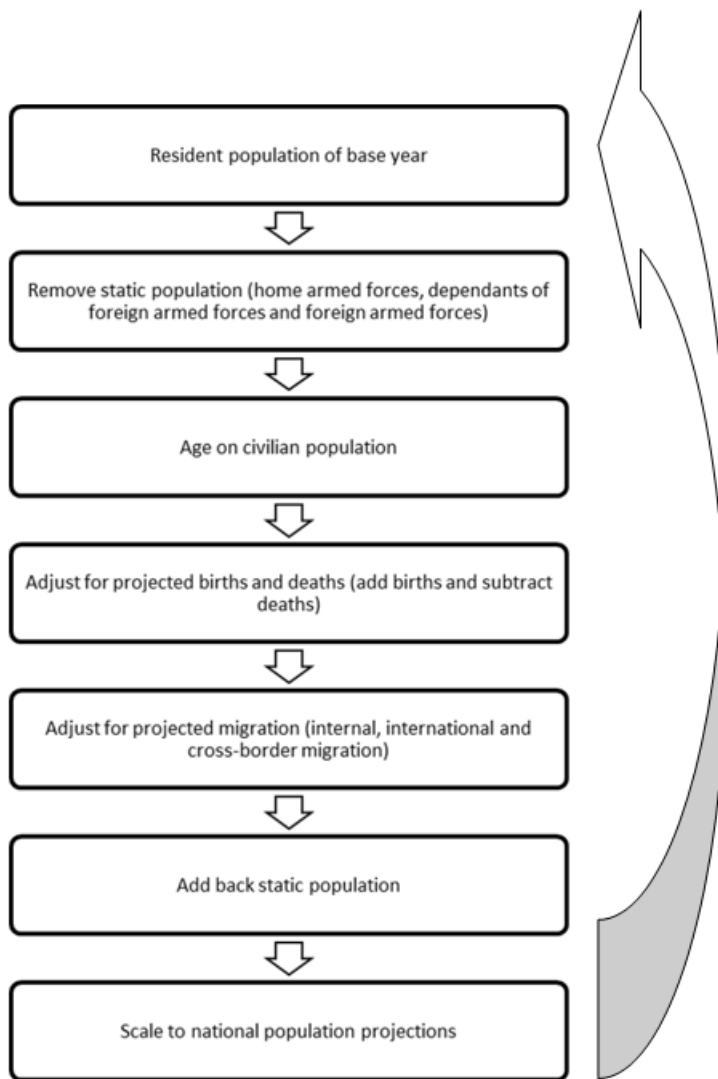 Resident population of base year
Remove static population (home armed forces, dependants of
foreign armed forces and foreign armed forces)
Age on civilian population
Adjust for projected births and deaths (add births and subtract
deaths)
Adjust for projected migration (internal, international and
cross-border migration)
Add back static population
Scale to national population projections